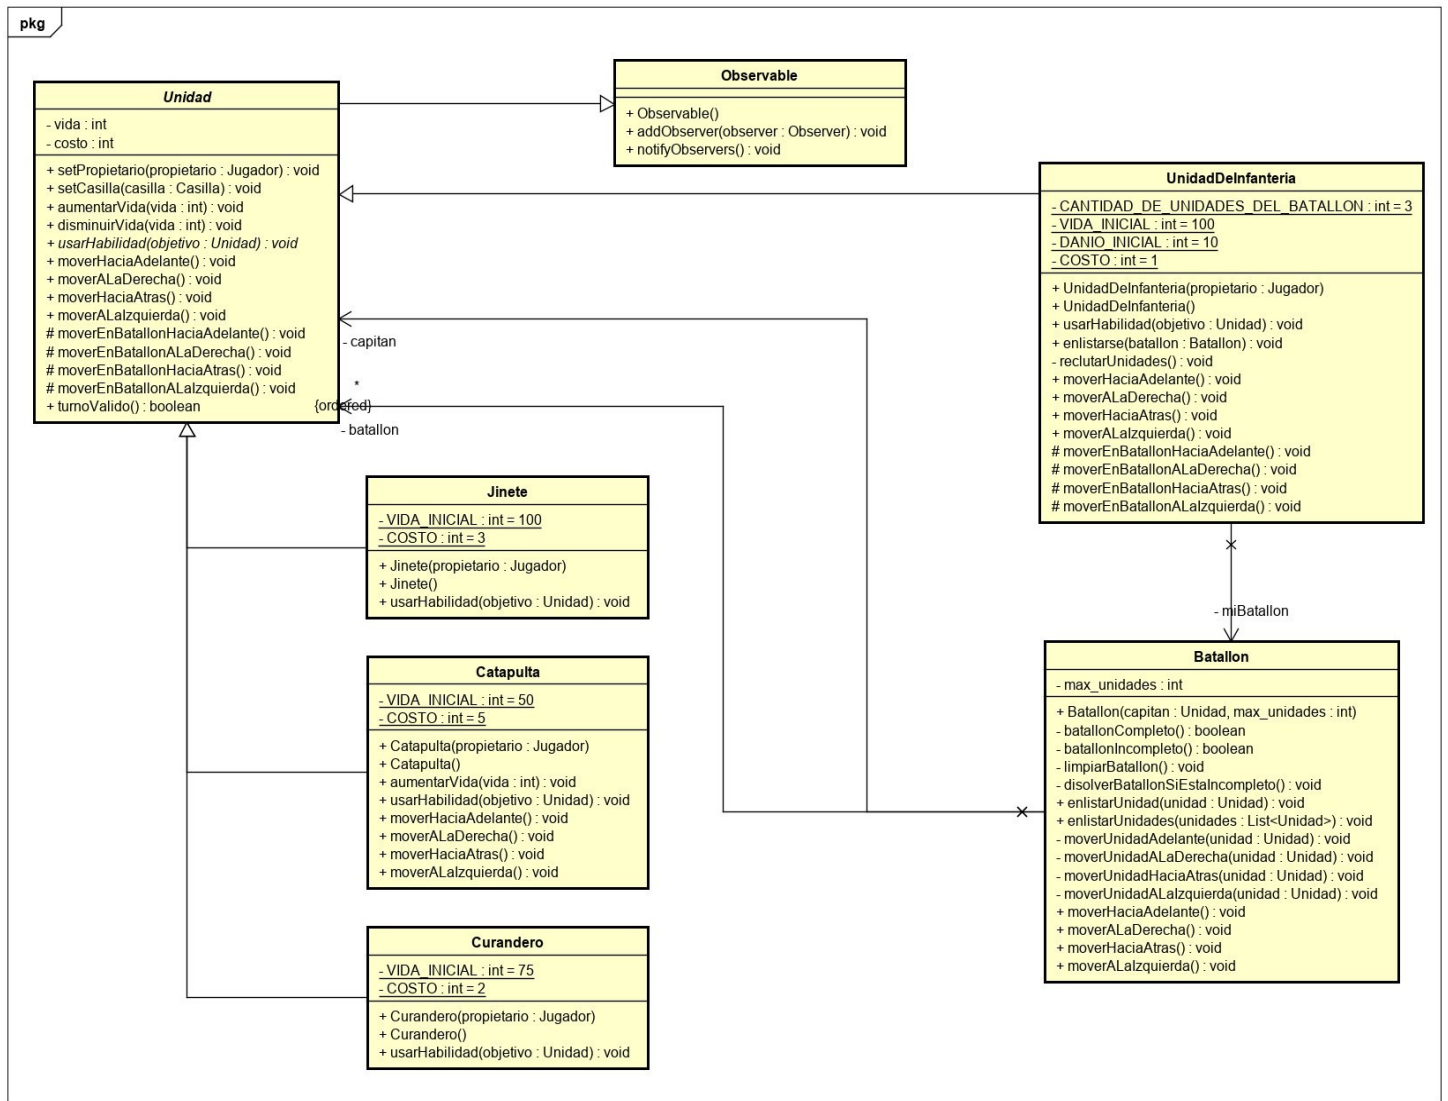 pkg
Unidad
- vida : int
- costo : int
+ setPropietario(propietario : Jugador) : void
+ setCasilla(casilla : Casilla) : void
+ aumentarVida(vida : int) : void
+ disminuirVida(vida : int) : void
+ usarHabilidad(objetivo : Unidad) : void
+ moverHaciaAdelante() : void
+ moverALaDerecha() : void
+ moverHaciaAtras() : void
+ moverALaIzquierda() : void
# moverEnBatallonHaciaAdelante() : void
# moverEnBatallonALaDerecha() : void
# moverEnBatallonHaciaAtras() : void
# moverEnBatallonALaIzquierda() : void
+ turnoValido() : boolean
Observable
+ Observable()
+ addObserver(observer : Observer) : void
+ notifyObservers() : void
UnidadDeInfanteria
- CANTIDAD_DE_UNIDADES_DEL_BATALLON : int = 3
- VIDA_INICIAL : int = 100
- DANIO_INICIAL : int = 10
- COSTO : int = 1
+ UnidadDeInfanteria(propietario : Jugador)
+ UnidadDeInfanteria()
+ usarHabilidad(objetivo : Unidad) : void
+ enlistarse(batallon : Batallon) : void
- reclutarUnidades() : void
+ moverHaciaAdelante() : void
+ moverALaDerecha() : void
+ moverHaciaAtras() : void
+ moverALaIzquierda() : void
# moverEnBatallonHaciaAdelante() : void
# moverEnBatallonALaDerecha() : void
# moverEnBatallonHaciaAtras() : void
# moverEnBatallonALaIzquierda() : void
- capitan
*
{ordered}
- batallon
Jinete
- VIDA_INICIAL : int = 100
- COSTO : int = 3
+ Jinete(propietario : Jugador)
+ Jinete()
+ usarHabilidad(objetivo : Unidad) : void
- miBatallon
Catapulta
- VIDA_INICIAL : int = 50
- COSTO : int = 5
+ Catapulta(propietario : Jugador)
+ Catapulta()
+ aumentarVida(vida : int) : void
+ usarHabilidad(objetivo : Unidad) : void
+ moverHaciaAdelante() : void
+ moverALaDerecha() : void
+ moverHaciaAtras() : void
+ moverALaIzquierda() : void
Batallon
- max_unidades : int
+ Batallon(capitan : Unidad, max_unidades : int)
- batallonCompleto() : boolean
- batallonIncompleto() : boolean
- limpiarBatallon() : void
- disolverBatallonSiEstaIncompleto() : void
+ enlistarUnidad(unidad : Unidad) : void
+ enlistarUnidades(unidades : List<Unidad>) : void
- moverUnidadAdelante(unidad : Unidad) : void
- moverUnidadALaDerecha(unidad : Unidad) : void
- moverUnidadHaciaAtras(unidad : Unidad) : void
- moverUnidadALaIzquierda(unidad : Unidad) : void
+ moverHaciaAdelante() : void
+ moverALaDerecha() : void
+ moverHaciaAtras() : void
+ moverALaIzquierda() : void
Curandero
- VIDA_INICIAL : int = 75
- COSTO : int = 2
+ Curandero(propietario : Jugador)
+ Curandero()
+ usarHabilidad(objetivo : Unidad) : void